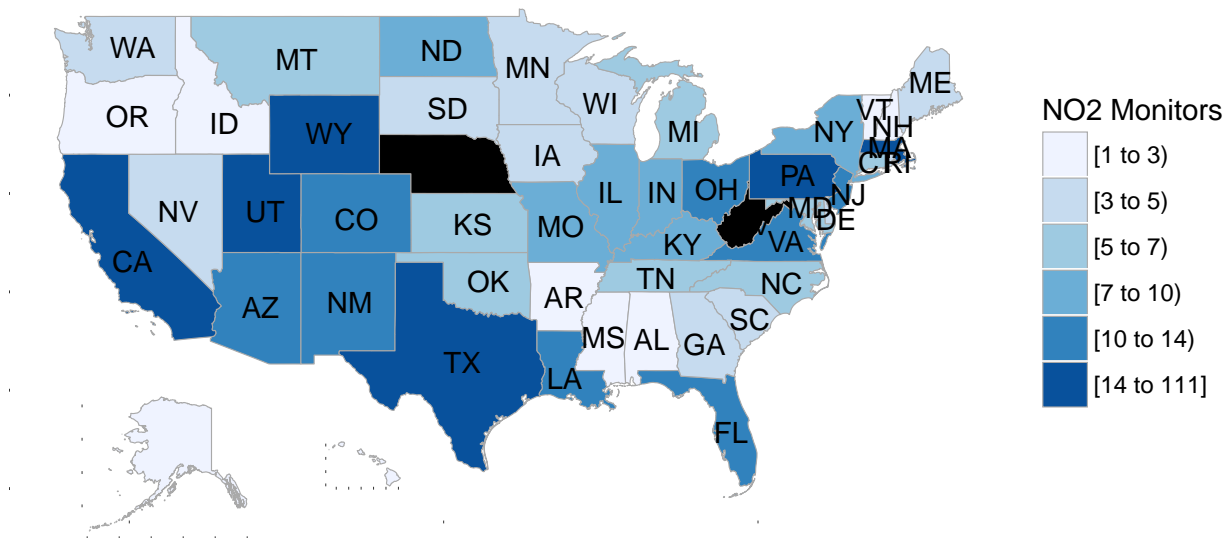 WA
MT
ND
MN
ME
OR
ID
WY
SD
WI
MI
NY
VT
NH
MA
CT
RI
IA
NV
UT
CO
KS
MO
IL
IN
OH
PA
NJ
MD
DE
CA
KY
VA
AZ
NM
OK
TN
NC
AR
SC
MS
AL
GA
TX
LA
FL
NO2 Monitors
[1 to 3)
[3 to 5)
[5 to 7)
[7 to 10)
[10 to 14)
[14 to 111]